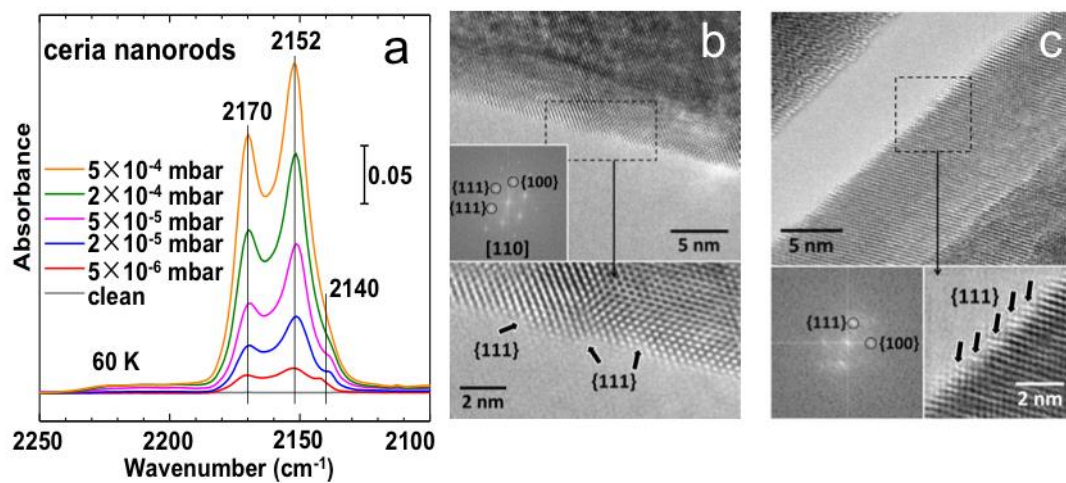 ceria nanorods
a
2152
2170
0.05
5×10⁻⁴ mbar
2×10⁻⁴ mbar
5×10⁻⁵ mbar
2×10⁻⁵ mbar
5×10⁻⁶ mbar
clean
2140
60 K
Absorbance
2250
2200
2150
2100
Wavenumber (cm⁻¹)
b
{111}
{100}
{111}
[110]
5 nm
{111}
{111}
2 nm
c
5 nm
{111}
{100}
{111}
2 nm